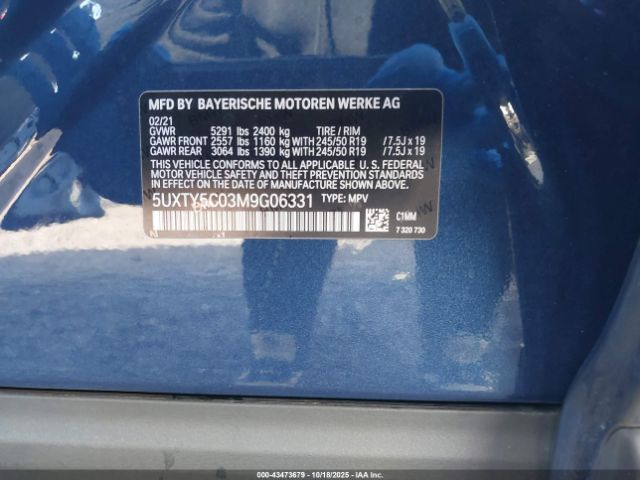 MFD BY BAYERISCHE MOTOREN WERKE AG
02/21
GVWR 5291 lbs 2400 kg TIRE / RIM
GAWR FRONT 2557 lbs 1160 kg WITH 245/50 R19 /7.5J x 19
GAWR REAR 3064 lbs 1390 kg WITH 245/50 R19 /7.5J x 19
THIS VEHICLE CONFORMS TO ALL APPLICABLE U. S. FEDERAL
MOTOR VEHICLE SAFETY AND THEFT PREVENTION STANDARDS
IN EFFECT ON THE DATE OF MANUFACTURE SHOWN ABOVE.
5UXTY5C03M9G06331 TYPE: MPV
C1MM
7 320 730
000-43473679 | 10/18/2025 | IAAI.com